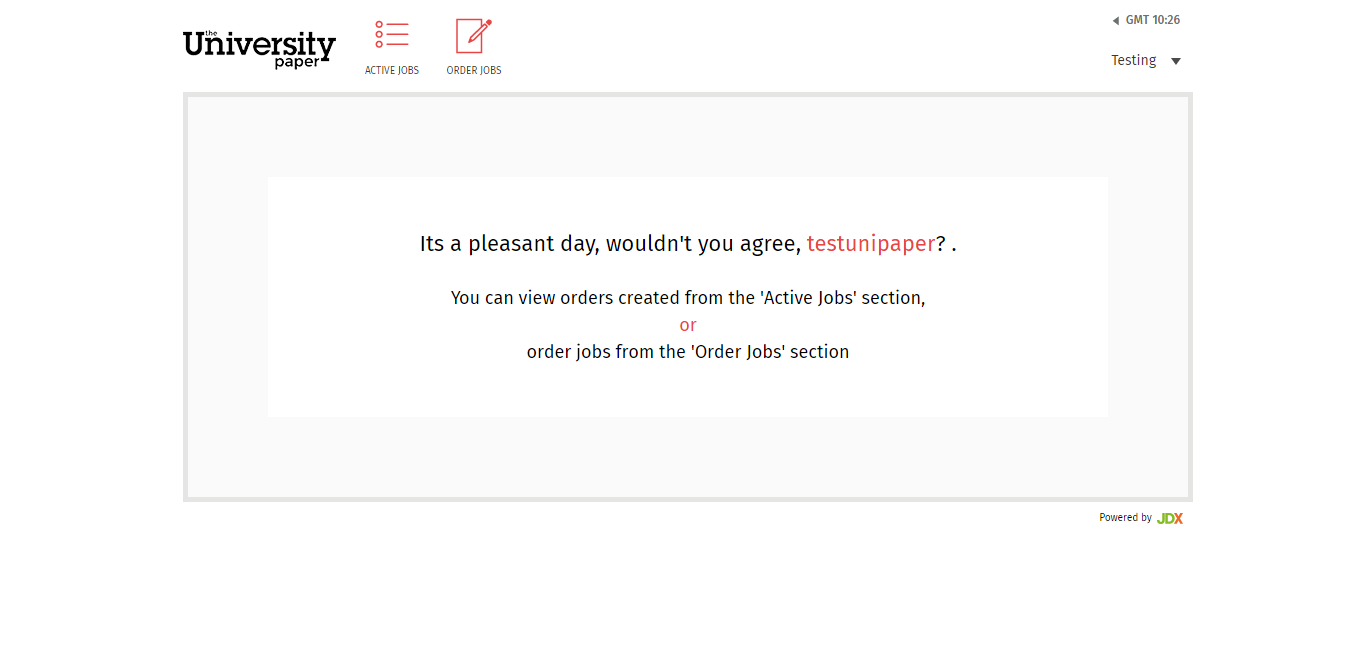 the
University
paper
ACTIVE JOBS
ORDER JOBS
GMT 10:26
Testing
Its a pleasant day, wouldn't you agree, testunipaper? .
You can view orders created from the 'Active Jobs' section,
or
order jobs from the 'Order Jobs' section
Powered by JDX